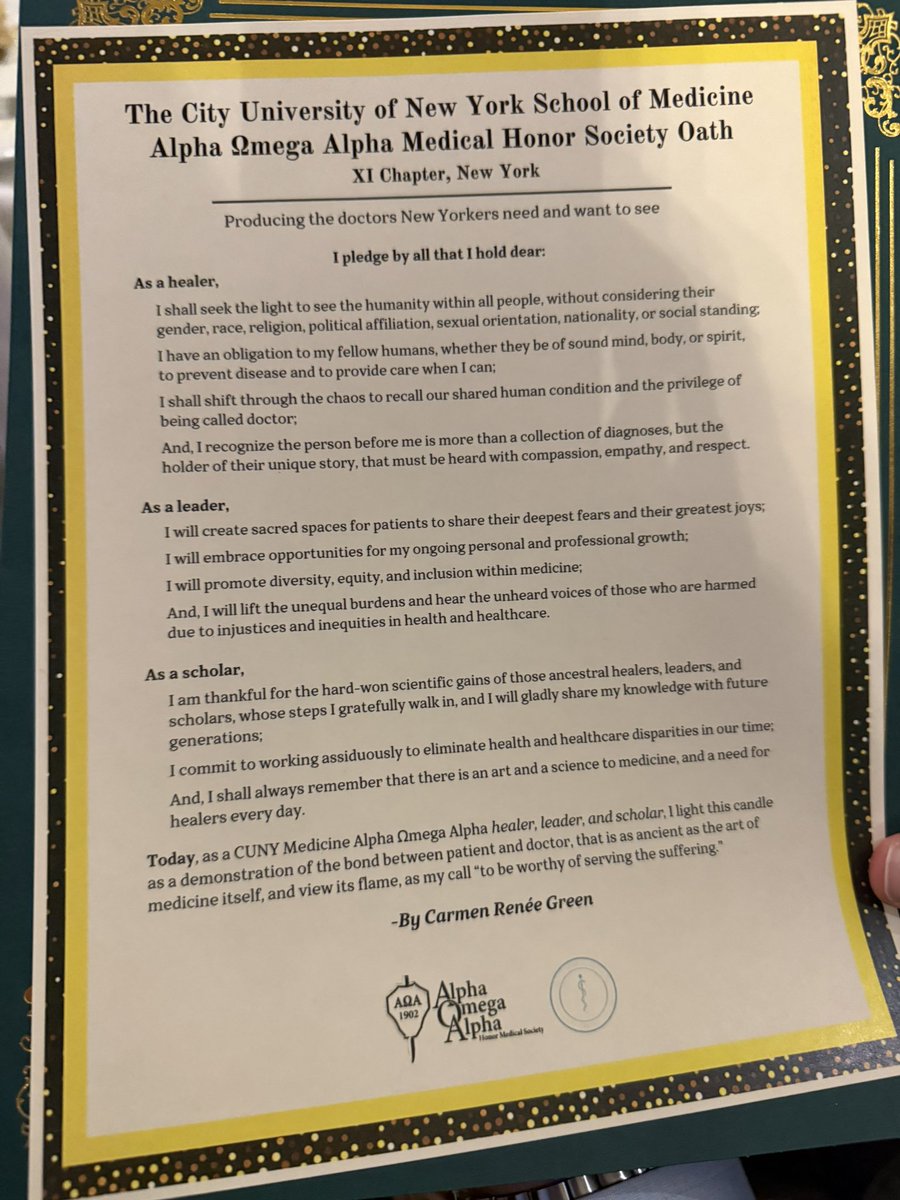 The City University of New York School of Medicine
Alpha Ωmega Alpha Medical Honor Society Oath
XI Chapter, New York
Producing the doctors New Yorkers need and want to see
I pledge by all that I hold dear:
As a healer,
I shall seek the light to see the humanity within all people, without considering their
gender, race, religion, political affiliation, sexual orientation, nationality, or social standing;
I have an obligation to my fellow humans, whether they be of sound mind, body, or spirit,
to prevent disease and to provide care when I can;
I shall shift through the chaos to recall our shared human condition and the privilege of
being called doctor;
And, I recognize the person before me is more than a collection of diagnoses, but the
holder of their unique story, that must be heard with compassion, empathy, and respect.
As a leader,
I will create sacred spaces for patients to share their deepest fears and their greatest joys;
I will embrace opportunities for my ongoing personal and professional growth;
I will promote diversity, equity, and inclusion within medicine;
And, I will lift the unequal burdens and hear the unheard voices of those who are harmed
due to injustices and inequities in health and healthcare.
As a scholar,
I am thankful for the hard-won scientific gains of those ancestral healers, leaders, and
scholars, whose steps I gratefully walk in, and I will gladly share my knowledge with future
generations;
I commit to working assiduously to eliminate health and healthcare disparities in our time;
And, I shall always remember that there is an art and a science to medicine, and a need for
healers every day.
Today, as a CUNY Medicine Alpha Ωmega Alpha healer, leader, and scholar, I light this candle
as a demonstration of the bond between patient and doctor, that is as ancient as the art of
medicine itself, and view its flame, as my call “to be worthy of serving the suffering.”
-By Carmen Renée Green
ΑΩΑ
1902
Alpha
Ωmega
Alpha
Honor Medical Society